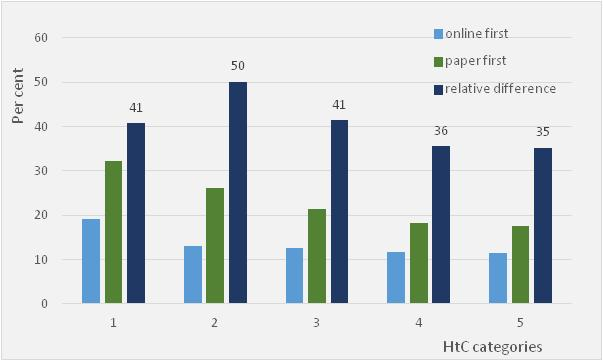 60
50
40
30
20
10
0
Per cent
online first
paper first
relative difference
41
50
41
36
35
1 2 3 4 5
HtC categories